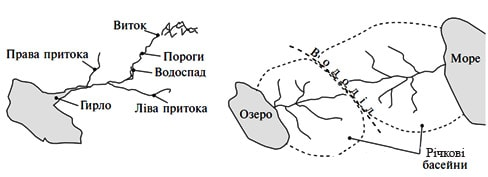 Виток
Права притока
Пороги
Водоспад
Гирло
Ліва притока
Вододіл
Море
Озеро
Річкові
басейни